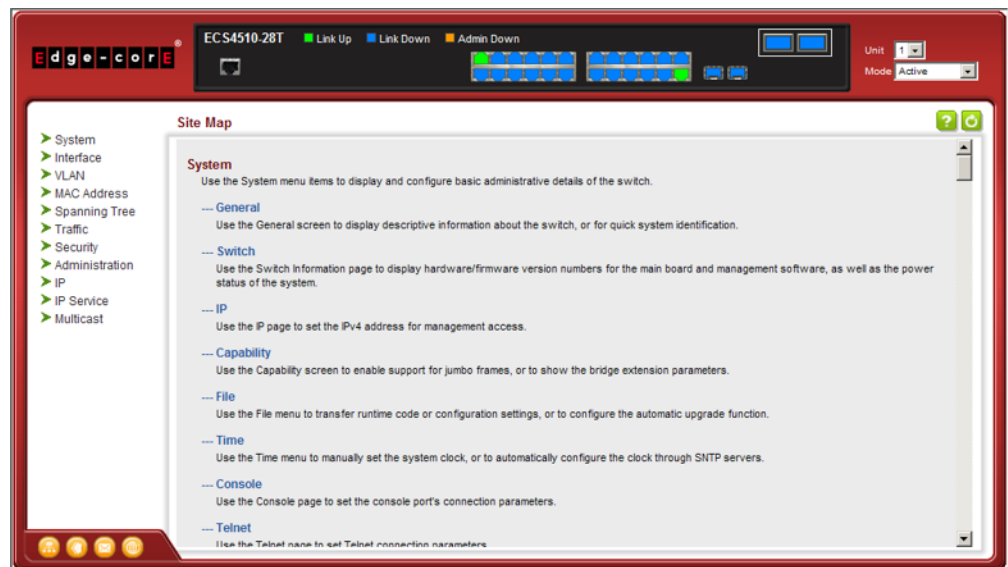 Edge-corE®
ECS4510-28T Link Up Link Down Admin Down
Unit 1
Mode Active
Site Map
System
Interface
VLAN
MAC Address
Spanning Tree
Traffic
Security
Administration
IP
IP Service
Multicast
System
Use the System menu items to display and configure basic administrative details of the switch.
--- General
Use the General screen to display descriptive information about the switch, or for quick system identification.
--- Switch
Use the Switch Information page to display hardware/firmware version numbers for the main board and management software, as well as the power
status of the system.
--- IP
Use the IP page to set the IPv4 address for management access.
--- Capability
Use the Capability screen to enable support for jumbo frames, or to show the bridge extension parameters.
--- File
Use the File menu to transfer runtime code or configuration settings, or to configure the automatic upgrade function.
--- Time
Use the Time menu to manually set the system clock, or to automatically configure the clock through SNTP servers.
--- Console
Use the Console page to set the console port's connection parameters.
--- Telnet
Use the Telnet page to set Telnet connection parameters.